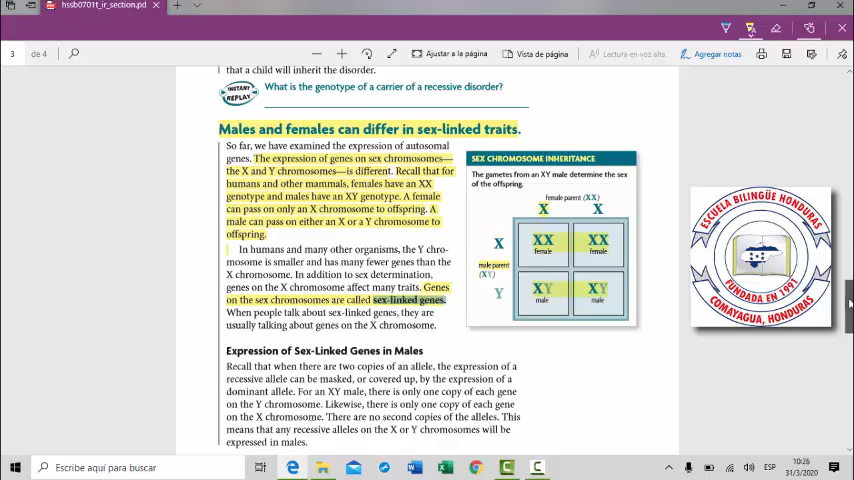 hssb0701t_ir_section.pd
3
de 4
Ajustar a la página
Vista de página
Lectura en voz alta
Agregar notas
that a child will inherit the disorder.
INSTANT REPLAY
What is the genotype of a carrier of a recessive disorder?
Males and females can differ in sex-linked traits.
So far, we have examined the expression of autosomal
genes. The expression of genes on sex chromosomes—
the X and Y chromosomes—is different. Recall that for
humans and other mammals, females have an XX
genotype and males have an XY genotype. A female
can pass on only an X chromosome to offspring. A
male can pass on either an X or a Y chromosome to
offspring.
In humans and many other organisms, the Y chro-
mosome is smaller and has many fewer genes than the
X chromosome. In addition to sex determination,
genes on the X chromosome affect many traits. Genes
on the sex chromosomes are called sex-linked genes.
When people talk about sex-linked genes, they are
usually talking about genes on the X chromosome.
SEX CHROMOSOME INHERITANCE
The gametes from an XY male determine the sex
of the offspring.
female parent (XX)
X X
X
XX XX
female female
male parent
(XY)
Y
XY XY
male male
Expression of Sex-Linked Genes in Males
Recall that when there are two copies of an allele, the expression of a
recessive allele can be masked, or covered up, by the expression of a
dominant allele. For an XY male, there is only one copy of each gene
on the Y chromosome. Likewise, there is only one copy of each gene
on the X chromosome. There are no second copies of the alleles. This
means that any recessive alleles on the X or Y chromosomes will be
expressed in males.
ESCUELA BILINGÜE HONDURAS
FUNDADA EN 1991
COMAYAGUA, HONDURAS
Escribe aquí para buscar
ESP
10:26
31/3/2020